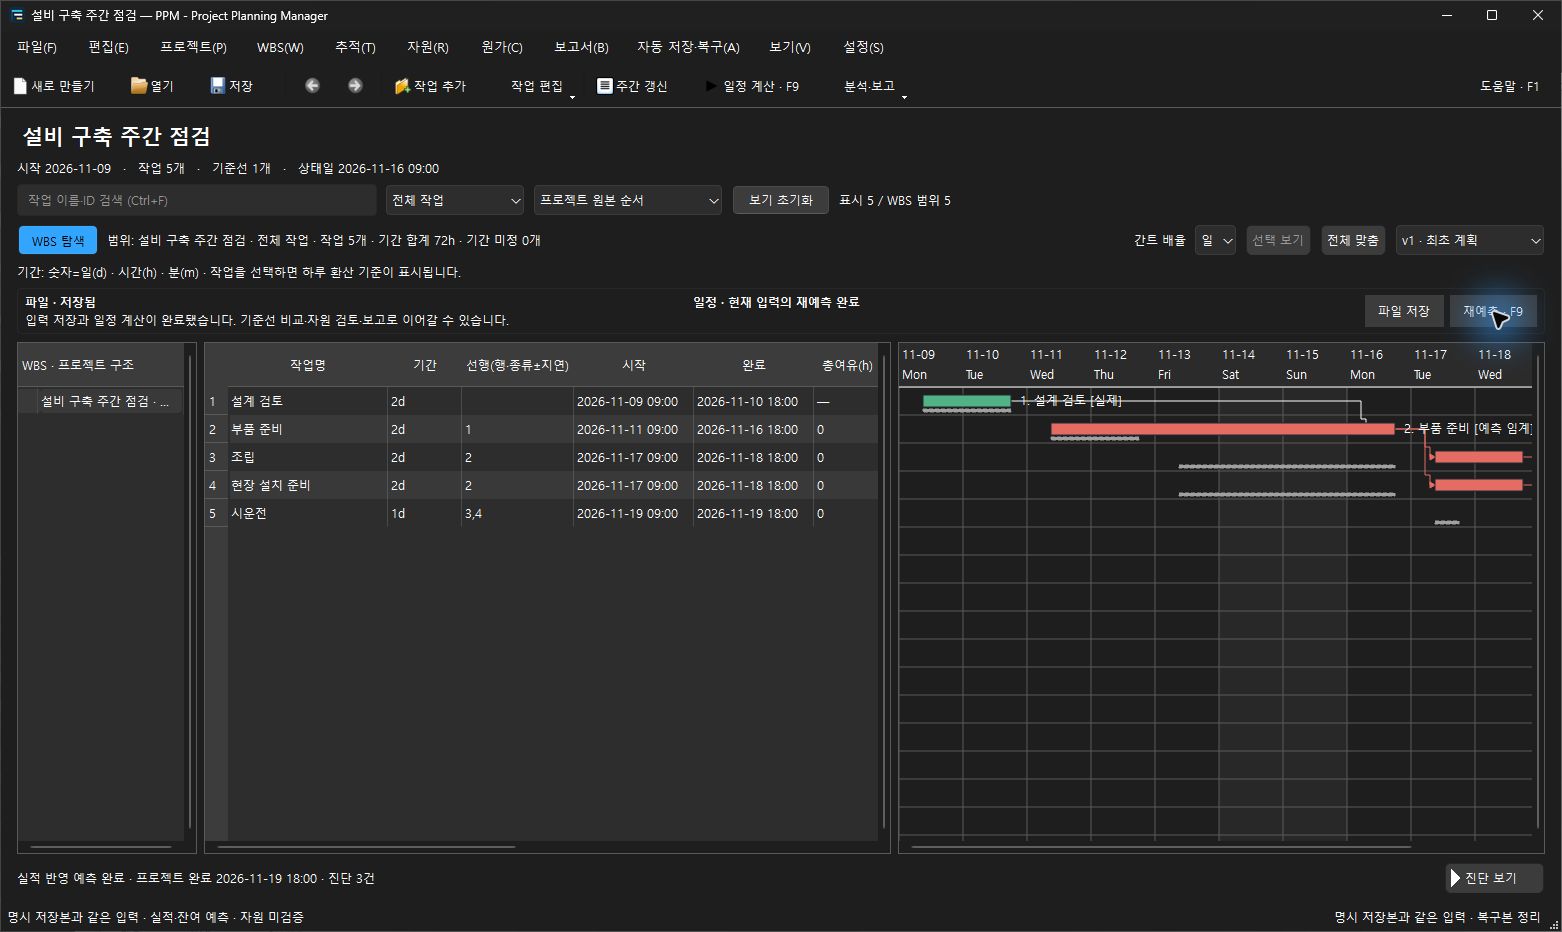 설비 구축 주간 점검 — PPM - Project Planning Manager
파일(F) 편집(E) 프로젝트(P) WBS(W) 추적(T) 자원(R) 원가(C) 보고서(B) 자동 저장·복구(A) 보기(V) 설정(S)
새로 만들기 열기 저장 작업 추가 작업 편집 주간 갱신 일정 계산 · F9 분석·보고 도움말 · F1
설비 구축 주간 점검
시작 2026-11-09 · 작업 5개 · 기준선 1개 · 상태일 2026-11-16 09:00
작업 이름·ID 검색 (Ctrl+F) 전체 작업 프로젝트 원본 순서 보기 초기화 표시 5 / WBS 범위 5
WBS 탐색 범위: 설비 구축 주간 점검 · 전체 작업 · 작업 5개 · 기간 합계 72h · 기간 미정 0개 간트 배율 일 선택 보기 전체 맞춤 v1 · 최초 계획
기간: 숫자=일(d) · 시간(h) · 분(m) · 작업을 선택하면 하루 환산 기준이 표시됩니다.
파일 · 저장됨 일정 · 현재 입력의 재예측 완료
입력 저장과 일정 계산이 완료됐습니다. 기준선 비교·자원 검토·보고로 이어갈 수 있습니다.
파일 저장 재예측 · F9
WBS · 프로젝트 구조
설비 구축 주간 점검 · ...
작업명 기간 선행(행·종류±지연) 시작 완료 총여유(h)
1 설계 검토 2d 2026-11-09 09:00 2026-11-10 18:00 —
2 부품 준비 2d 1 2026-11-11 09:00 2026-11-16 18:00 0
3 조립 2d 2 2026-11-17 09:00 2026-11-18 18:00 0
4 현장 설치 준비 2d 2 2026-11-17 09:00 2026-11-18 18:00 0
5 시운전 1d 3,4 2026-11-19 09:00 2026-11-19 18:00 0
11-09 11-10 11-11 11-12 11-13 11-14 11-15 11-16 11-17 11-18
Mon Tue Wed Thu Fri Sat Sun Mon Tue Wed
1. 설계 검토 [실제]
2. 부품 준비 [예측 임계]
실적 반영 예측 완료 · 프로젝트 완료 2026-11-19 18:00 · 진단 3건 진단 보기
명시 저장본과 같은 입력 · 실적·잔여 예측 · 자원 미검증 명시 저장본과 같은 입력 · 복구본 정리